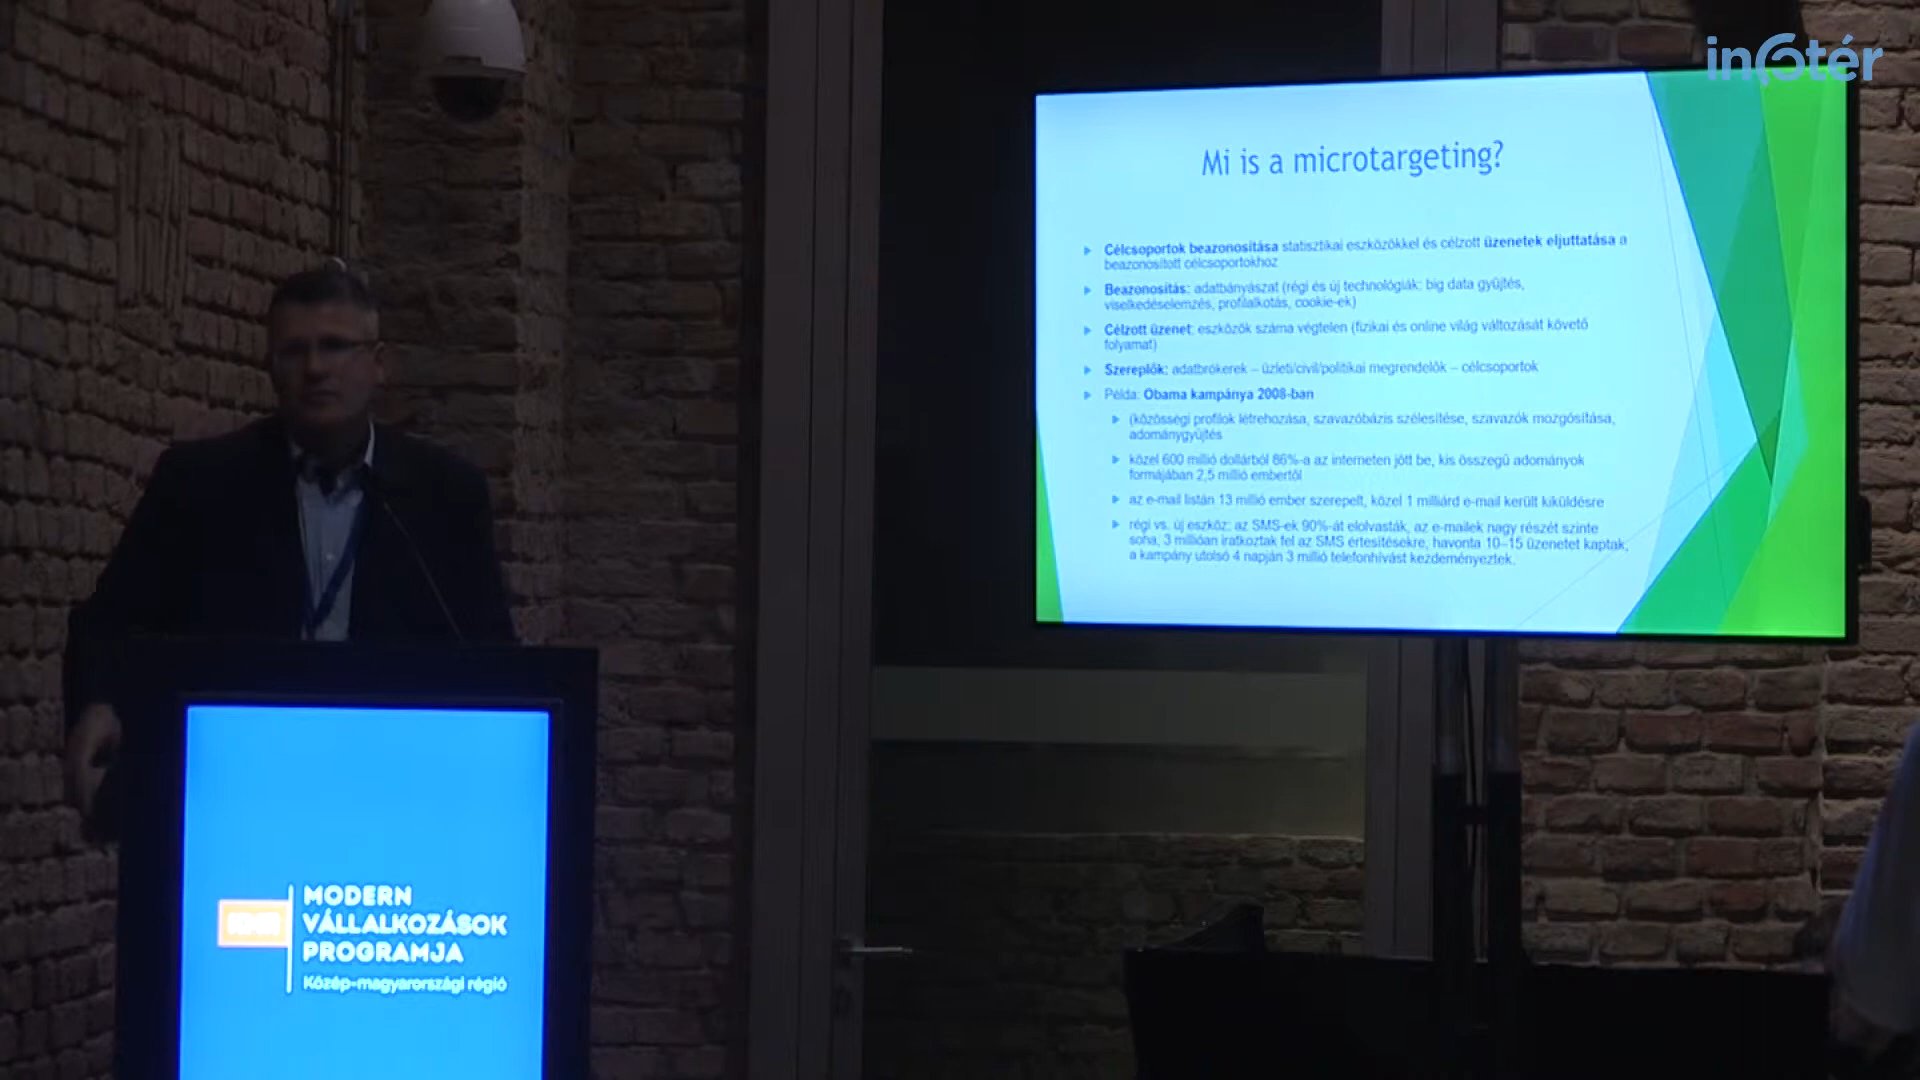 infotér
Mi is a microtargeting?
Célcsoportok beazonosítása statisztikai eszközökkel és célzott üzenetek eljuttatása a
beazonosított célcsoportokhoz
Beazonosítás: adatbányászat (régi és új technológiák: big data gyűjtés,
viselkedéselemzés, profilalkotás, cookie-ek)
Célzott üzenet: eszközök száma végtelen (fizikai és online világ változását követő
folyamat)
Szereplők: adatbrókerek – üzleti/civil/politikai megrendelők – célcsoportok
Példa: Obama kampánya 2008-ban
(közösségi profilok létrehozása, szavazóbázis szélesítése, szavazók mozgósítása,
adománygyűjtés
közel 600 millió dollárból 86%-a az interneten jött be, kis összegű adományok
formájában 2,5 millió embertől
az e-mail listán 13 millió ember szerepelt, közel 1 milliárd e-mail került kiküldésre
régi vs. új eszköz: az SMS-ek 90%-át elolvasták, az e-mailek nagy részét szinte
soha, 3 millióan iratkoztak fel az SMS értesítésekre, havonta 10–15 üzenetet kaptak,
a kampány utolsó 4 napján 3 millió telefonhívást kezdeményeztek.
MODERN
VÁLLALKOZÁSOK
PROGRAMJA
Közép-magyarországi régió